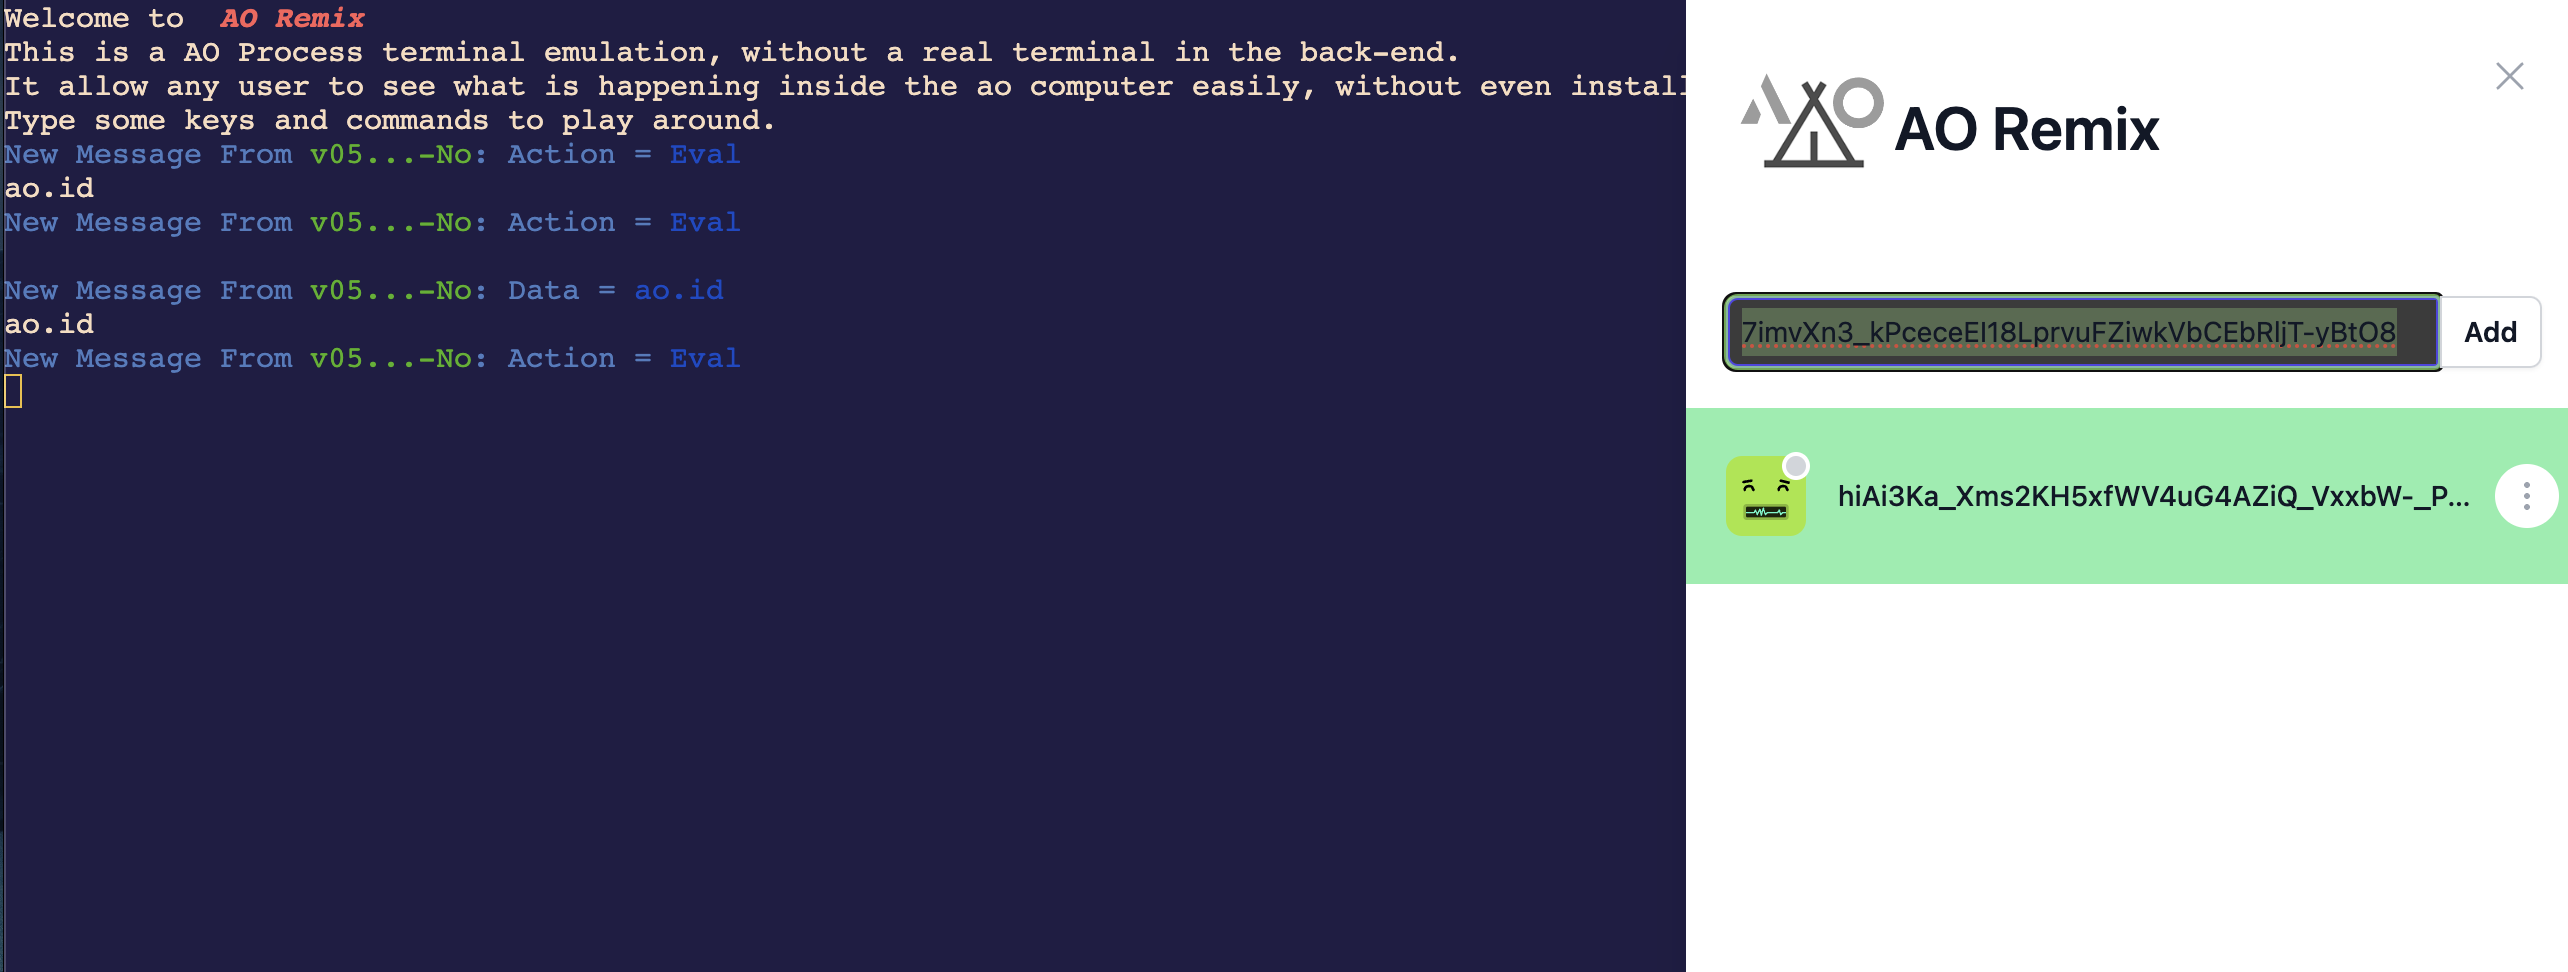 Welcome to  AO Remix
This is a AO Process terminal emulation, without a real terminal in the back-end.
It allow any user to see what is happening inside the ao computer easily, without even instal
Type some keys and commands to play around.
New Message From v05...-No: Action = Eval
ao.id
New Message From v05...-No: Action = Eval
New Message From v05...-No: Data = ao.id
ao.id
New Message From v05...-No: Action = Eval
AO Remix
7imvXn3_kPceceEI18LprvuFZiwkVbCEbRljT-yBtO8
Add
hiAi3Ka_Xms2KH5xfWV4uG4AZiQ_VxxbW-_P...